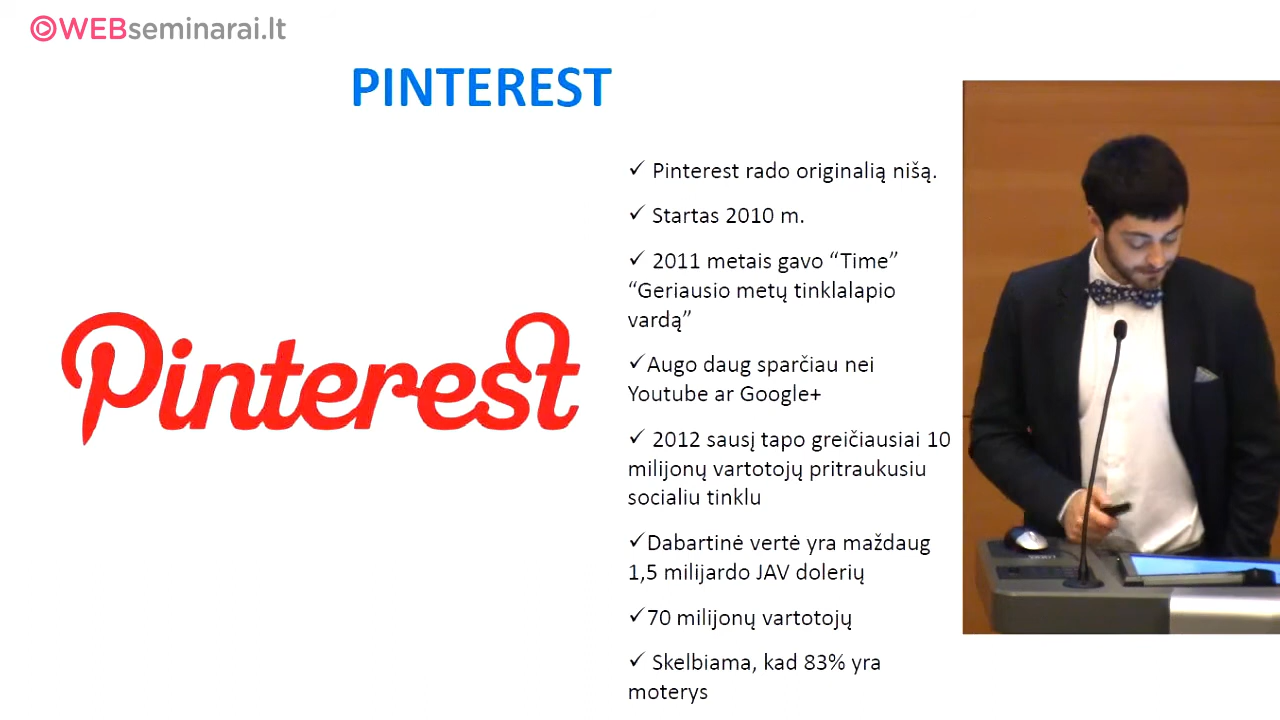 WEBseminarai.lt
PINTEREST
Pinterest
✓ Pinterest rado originalią nišą.
✓ Startas 2010 m.
✓ 2011 metais gavo “Time”
“Geriausio metų tinklalapio
vardą”
✓Augo daug sparčiau nei
Youtube ar Google+
✓ 2012 sausį tapo greičiausiai 10
milijonų vartotojų pritraukusiu
socialiu tinklu
✓Dabartinė vertė yra maždaug
1,5 milijardo JAV dolerių
✓70 milijonų vartotojų
✓ Skelbiama, kad 83% yra
moterys